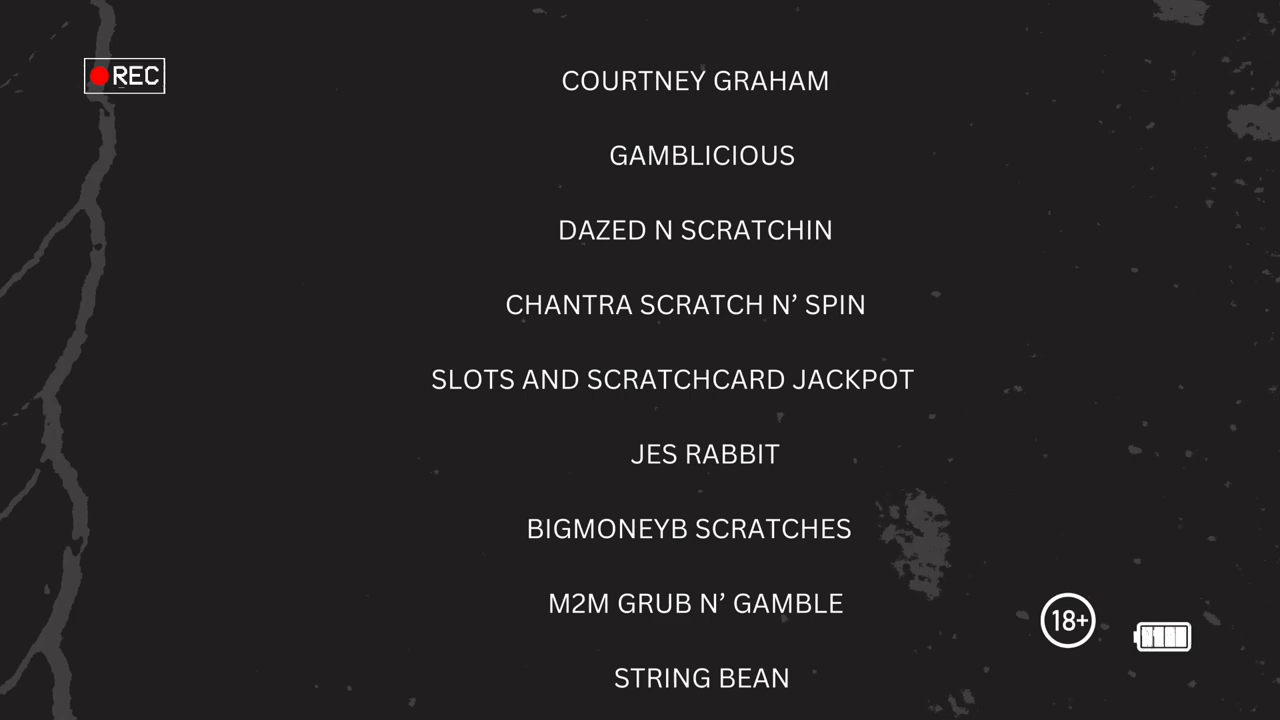 REC
COURTNEY GRAHAM
GAMBLICIOUS
DAZED N SCRATCHIN
CHANTRA SCRATCH N’ SPIN
SLOTS AND SCRATCHCARD JACKPOT
JES RABBIT
BIGMONEYB SCRATCHES
M2M GRUB N’ GAMBLE
18+
STRING BEAN